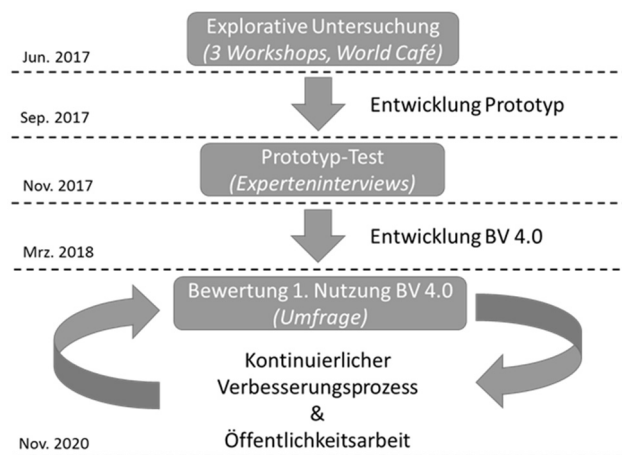 Explorative Untersuchung
(3 Workshops, World Café)
Jun. 2017
Entwicklung Prototyp
Sep. 2017
Prototyp-Test
(Experteninterviews)
Nov. 2017
Entwicklung BV 4.0
Mrz. 2018
Bewertung 1. Nutzung BV 4.0
(Umfrage)
Kontinuierlicher
Verbesserungsprozess
&
Öffentlichkeitsarbeit
Nov. 2020